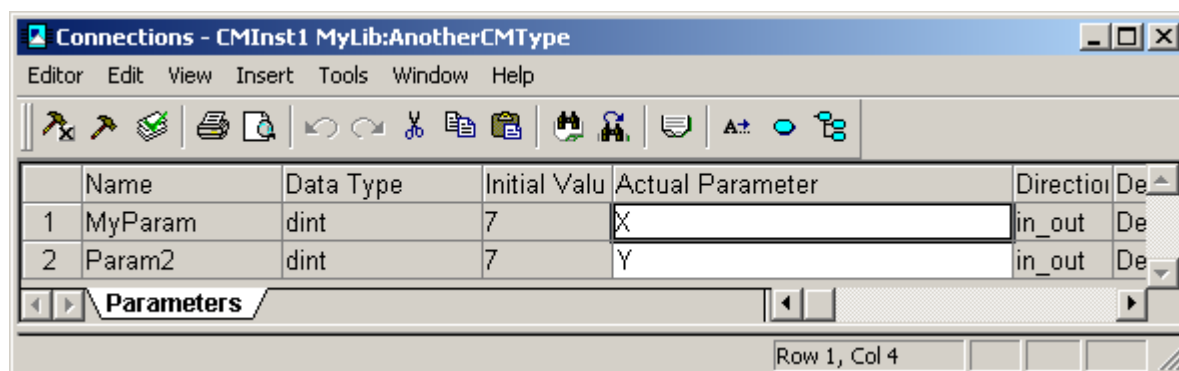 Connections - CMInst1 MyLib:AnotherCMType
Editor Edit View Insert Tools Window Help
Name Data Type Initial Valu Actual Parameter Direction De
1 MyParam dint 7 X in_out De
2 Param2 dint 7 Y in_out De
Parameters
Row 1, Col 4